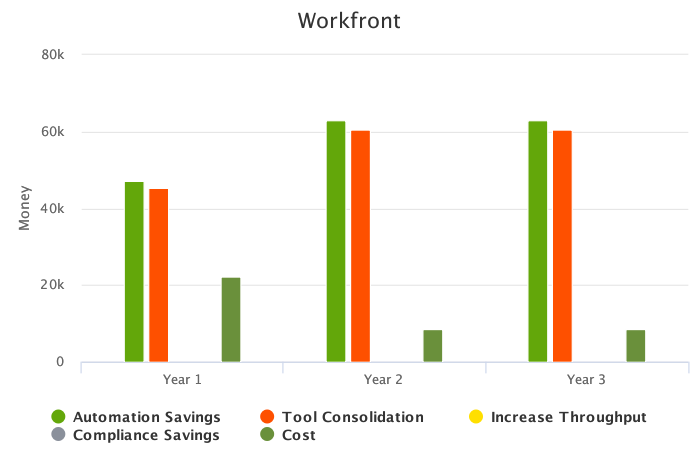 Workfront
80k
60k
40k
20k
0
Money
Year 1
Year 2
Year 3
Automation Savings
Tool Consolidation
Increase Throughput
Compliance Savings
Cost